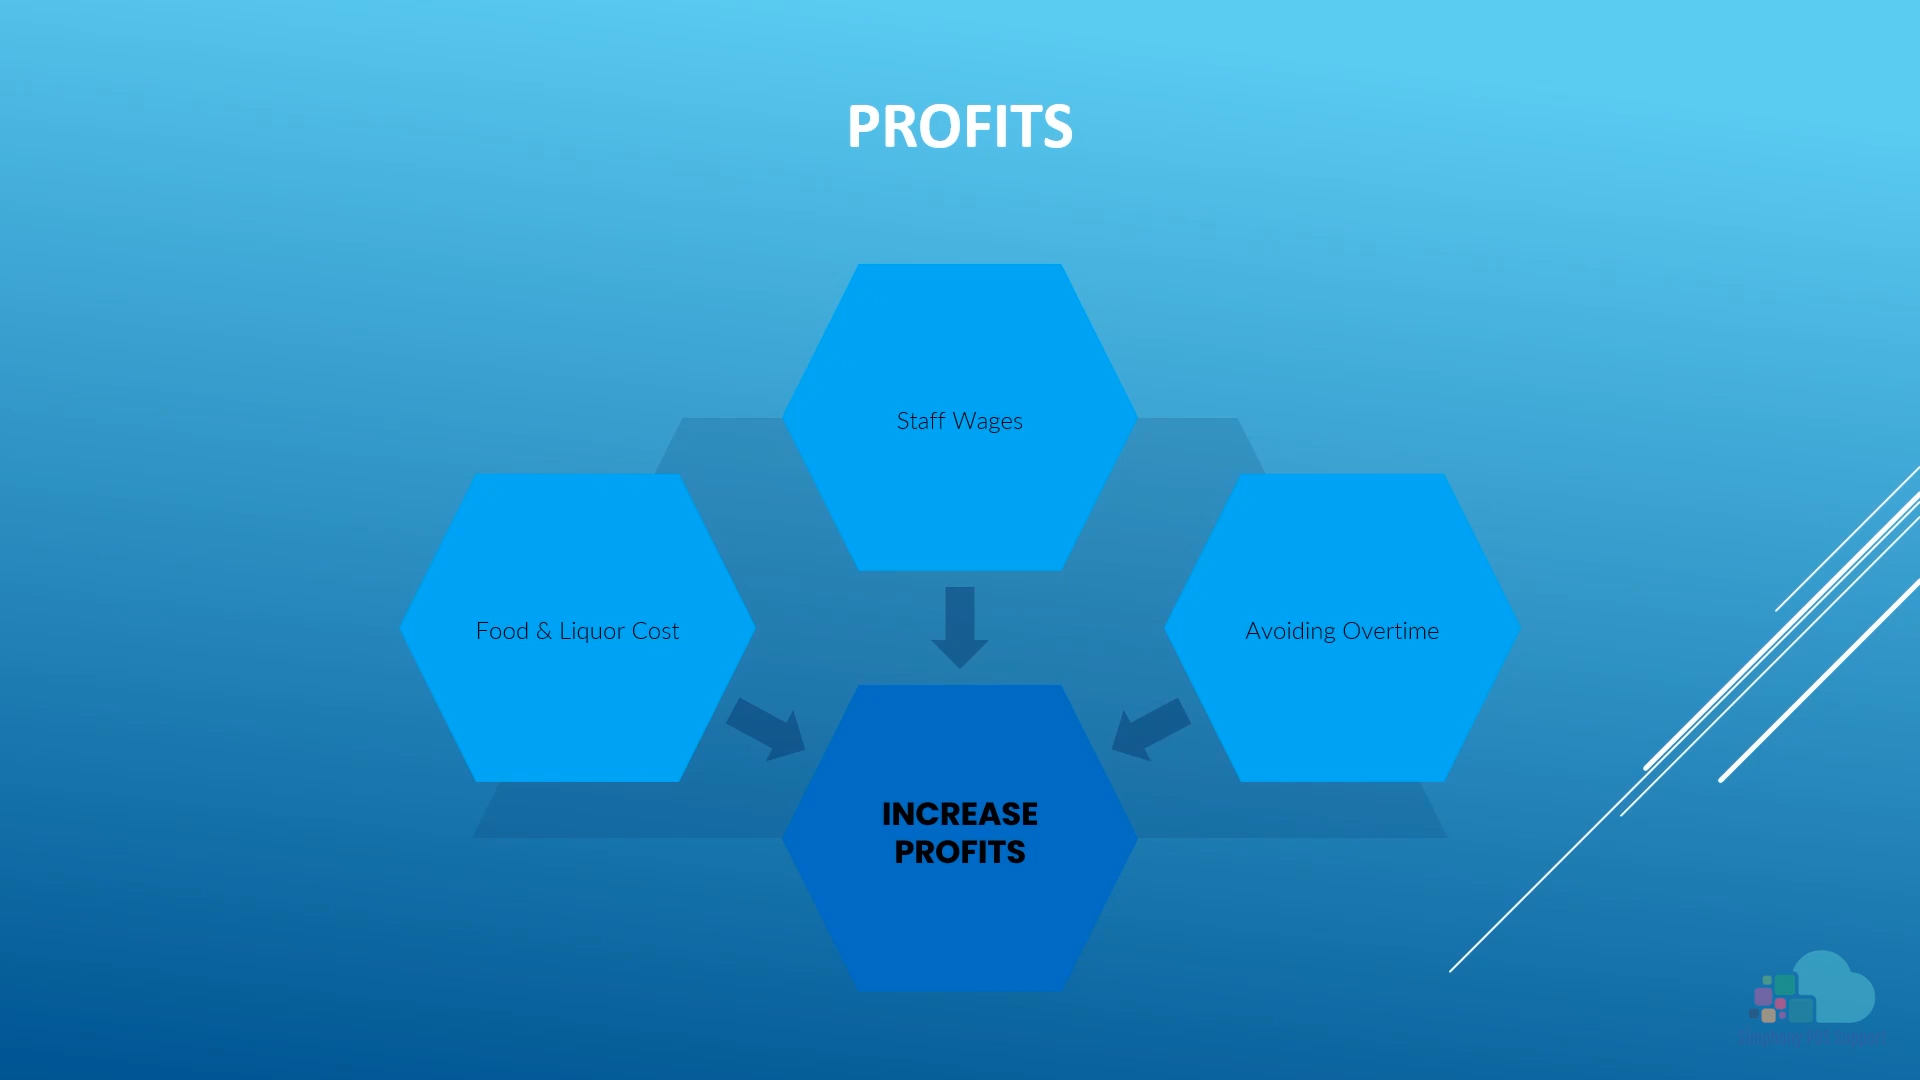 PROFITS
Staff Wages
Food & Liquor Cost
Avoiding Overtime
INCREASE
PROFITS